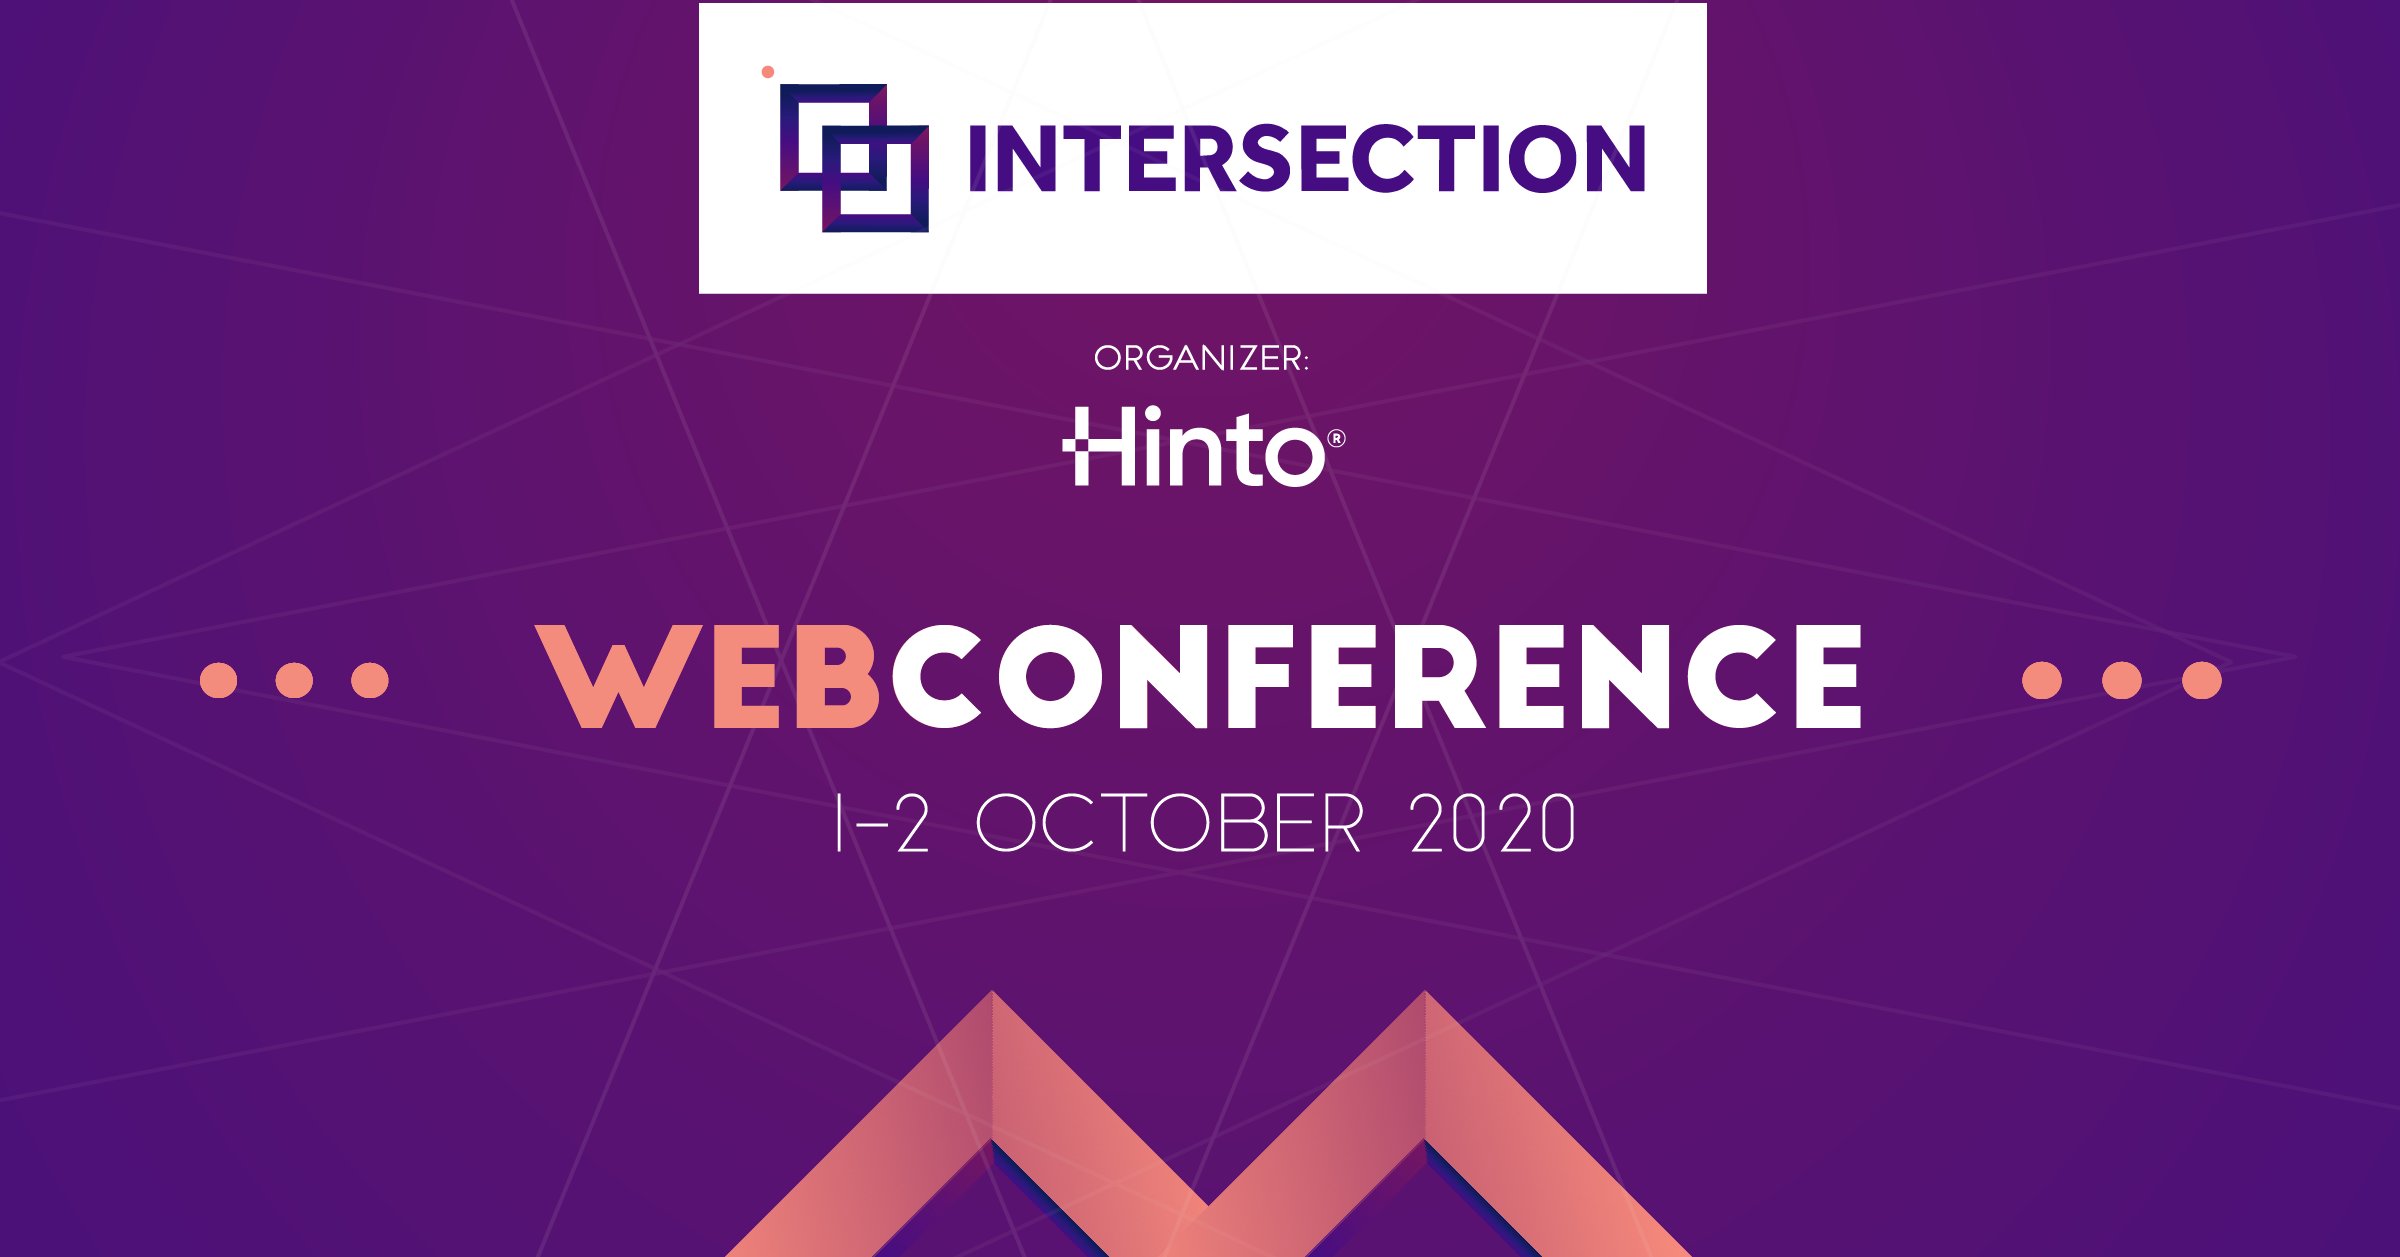 INTERSECTION
ORGANIZER:
Hinto®
WEBCONFERENCE
1-2 OCTOBER 2020